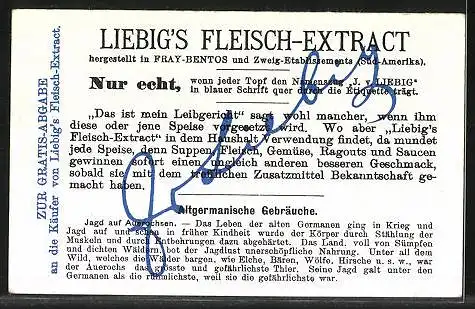 LIEBIG'S FLEISCH-EXTRACT
hergestellt in FRAY-BENTOS und Zweig-Etablissements (Süd-Amerika).
Nur echt, wenn jeder Topf den Namenszug „J. v. LIEBIG"
in blauer Schrift quer durch die Etiquette trägt.
„Das ist mein Leibgericht" sagt wohl mancher, wenn ihm
diese oder jene Speise vorgesetzt wird. Wo aber „Liebig's
Fleisch-Extract" in dem Haushalt Verwendung findet, da mundet
jede Speise, denn Suppen, Fleisch, Gemüse, Ragouts und Saucen
gewinnen dort einen ungleich anderen besseren Geschmack,
sobald sie mit dem trefflichen Zusatzmittel Bekanntschaft ge-
macht haben.
Altgermanische Gebräuche.
Jagd auf Auerochsen. — Das Leben der alten Germanen ging in Krieg und
Jagd auf und schon in früher Kindheit wurde der Körper durch Stählung der
Muskeln und durch Entbehrungen dazu abgehärtet. Das Land, voll von Sümpfen
und dichten Wäldern bot der Jagdlust unerschöpfliche Nahrung. Unter all dem
Wild, welches die Wälder bargen, wie Elche, Bären, Wölfe, Hirsche u. s. w., war
der Auerochs das grösste und gefährlichste Thier. Seine Jagd galt unter den
Germanen als die rühmlichste, weil sie die gefährlichste war.
ZUR GRATIS-ABGABE
an die Käufer von Liebig's Fleisch-Extract.
J v Liebig